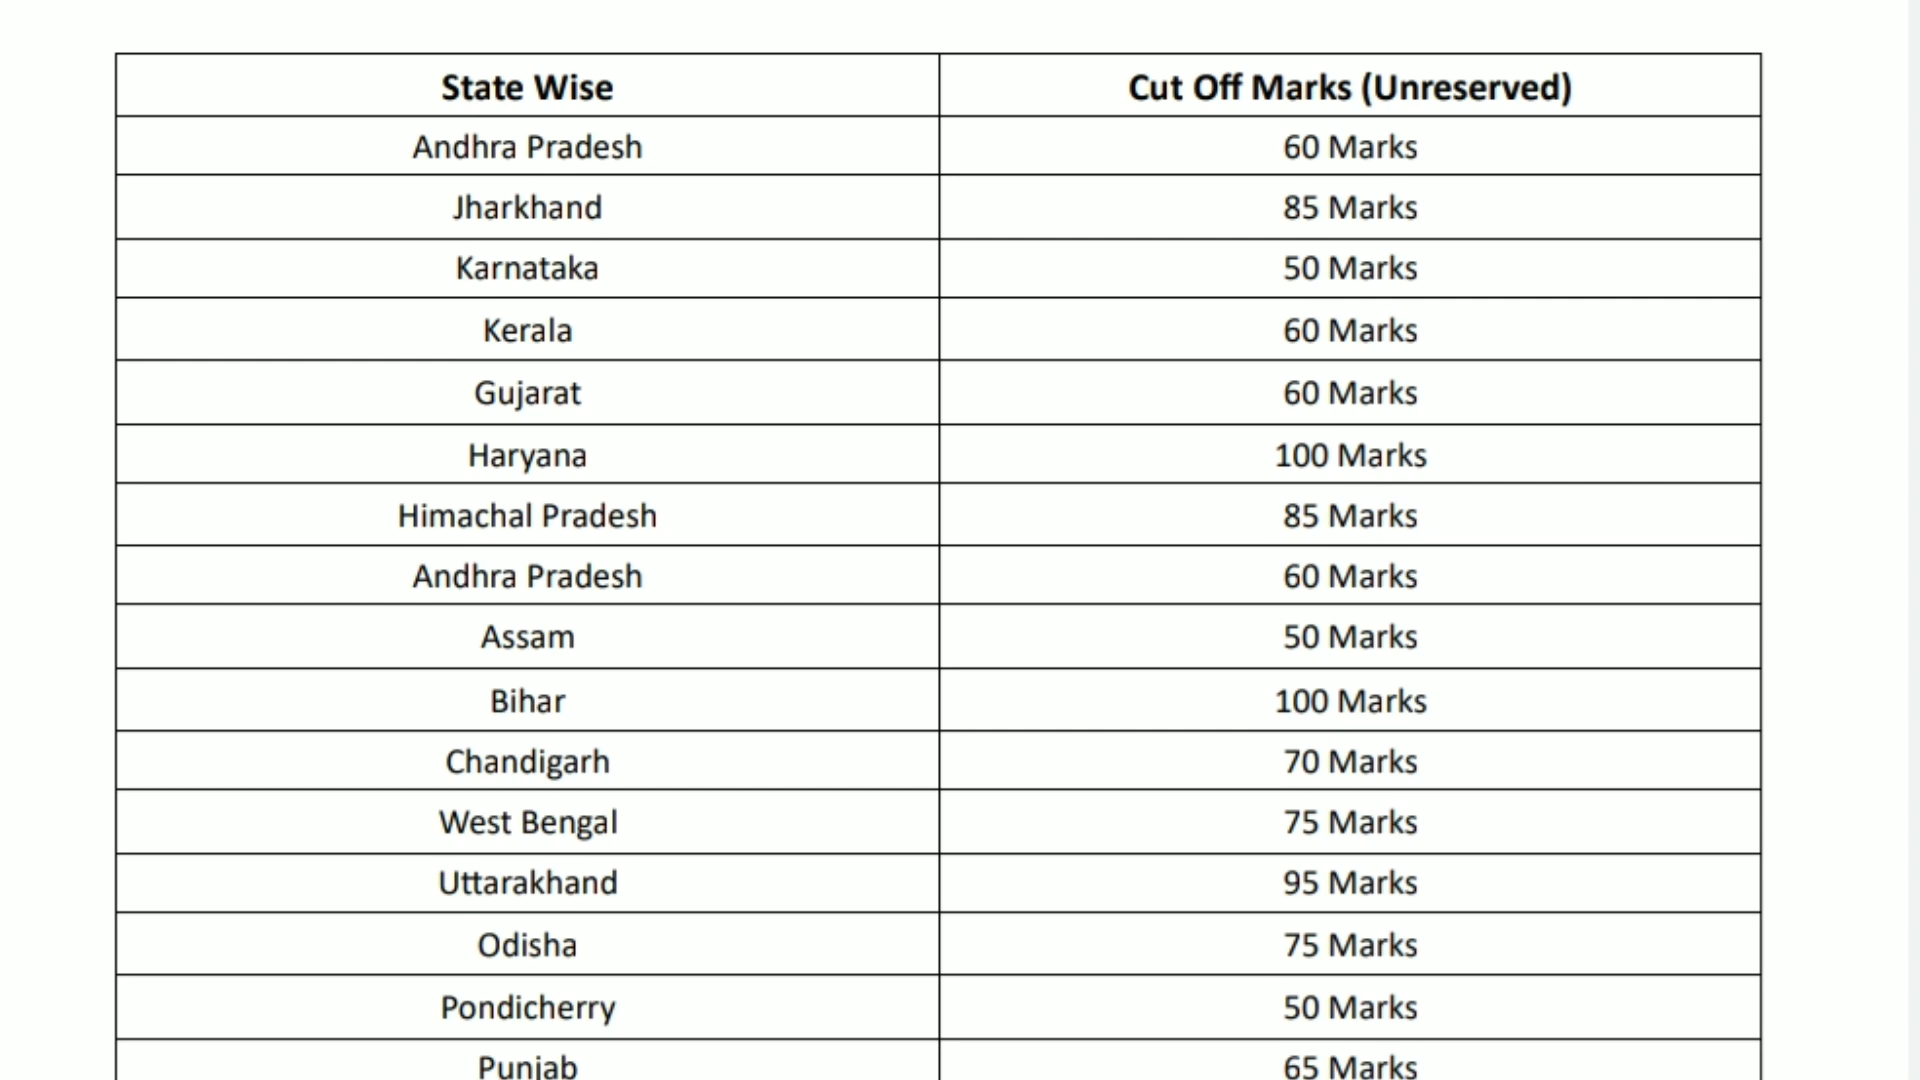 State Wise Cut Off Marks (Unreserved)
Andhra Pradesh 60 Marks
Jharkhand 85 Marks
Karnataka 50 Marks
Kerala 60 Marks
Gujarat 60 Marks
Haryana 100 Marks
Himachal Pradesh 85 Marks
Andhra Pradesh 60 Marks
Assam 50 Marks
Bihar 100 Marks
Chandigarh 70 Marks
West Bengal 75 Marks
Uttarakhand 95 Marks
Odisha 75 Marks
Pondicherry 50 Marks
Punjab 65 Marks